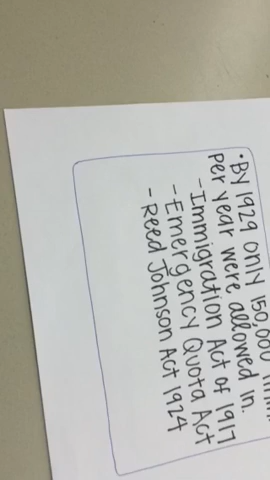 • By 1929 only 150,000
per year were allowed in.
- Immigration Act of 1917
- Emergency Quota Act
- Reed Johnson Act 1924